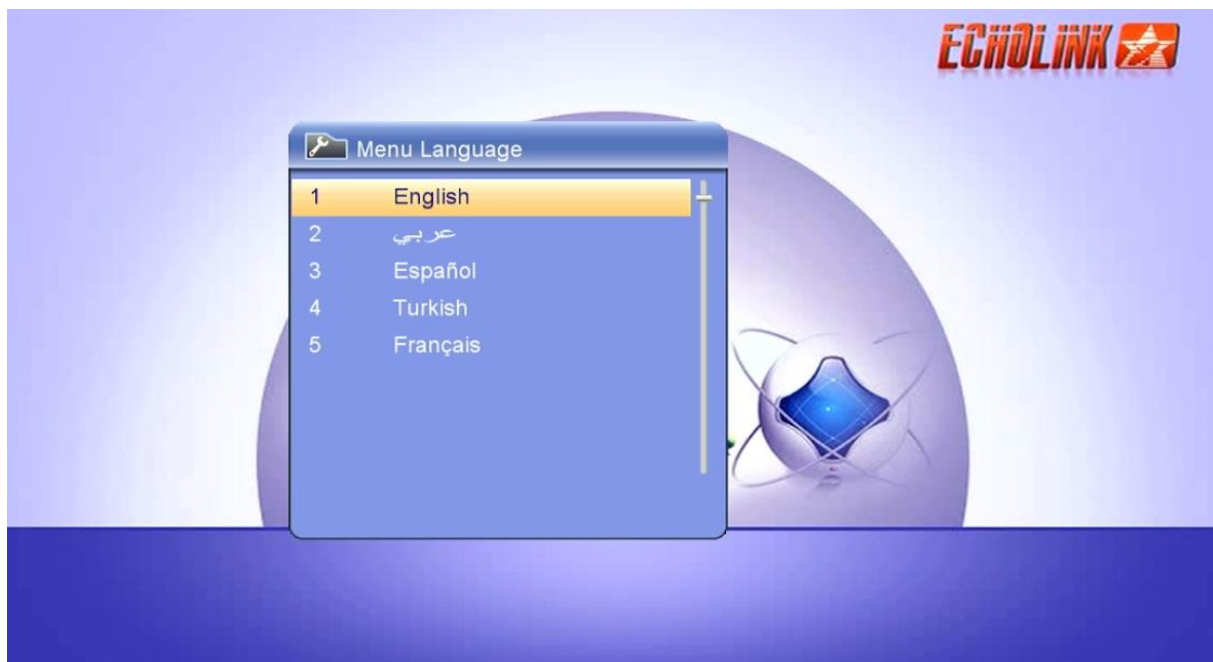 ECHOLINK
Menu Language
1 English
2 عربي
3 Español
4 Turkish
5 Français